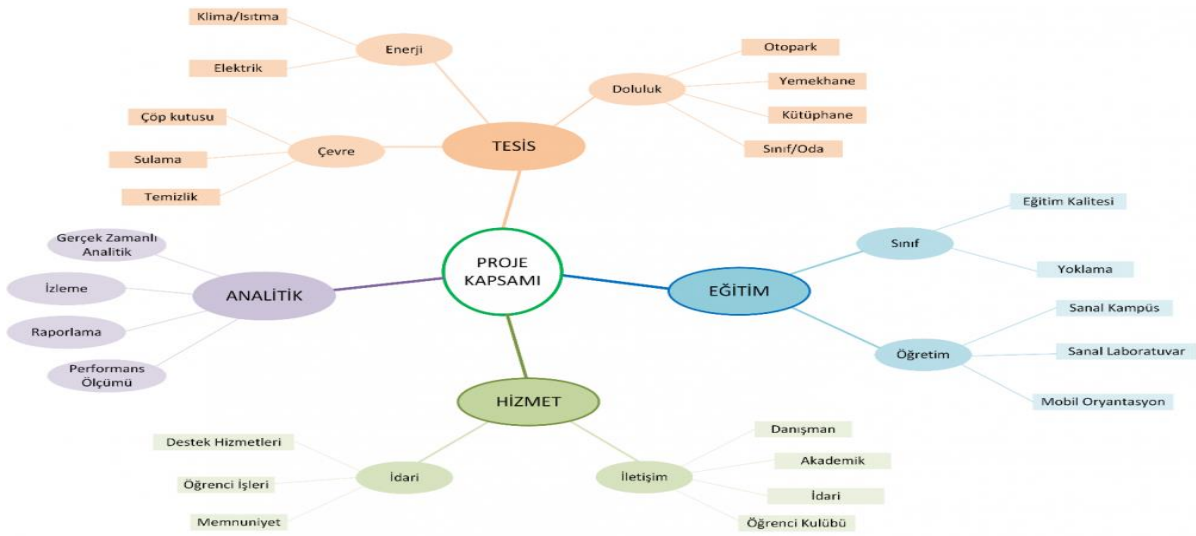 Klima/Isıtma
Enerji
Elektrik
Otopark
Doluluk
Yemekhane
Kütüphane
Sınıf/Oda
Çöp kutusu
Çevre
TESİS
Sulama
Temizlik
Gerçek Zamanlı
Analitik
İzleme
ANALİTİK
Raporlama
Performans
Ölçümü
PROJE
KAPSAMI
Eğitim Kalitesi
Sınıf
Yoklama
EĞİTİM
Sanal Kampüs
Öğretim
Sanal Laboratuvar
Mobil Oryantasyon
HİZMET
Destek Hizmetleri
İdari
Öğrenci İşleri
Memnuniyet
Danışman
İletişim
Akademik
İdari
Öğrenci Kulübü